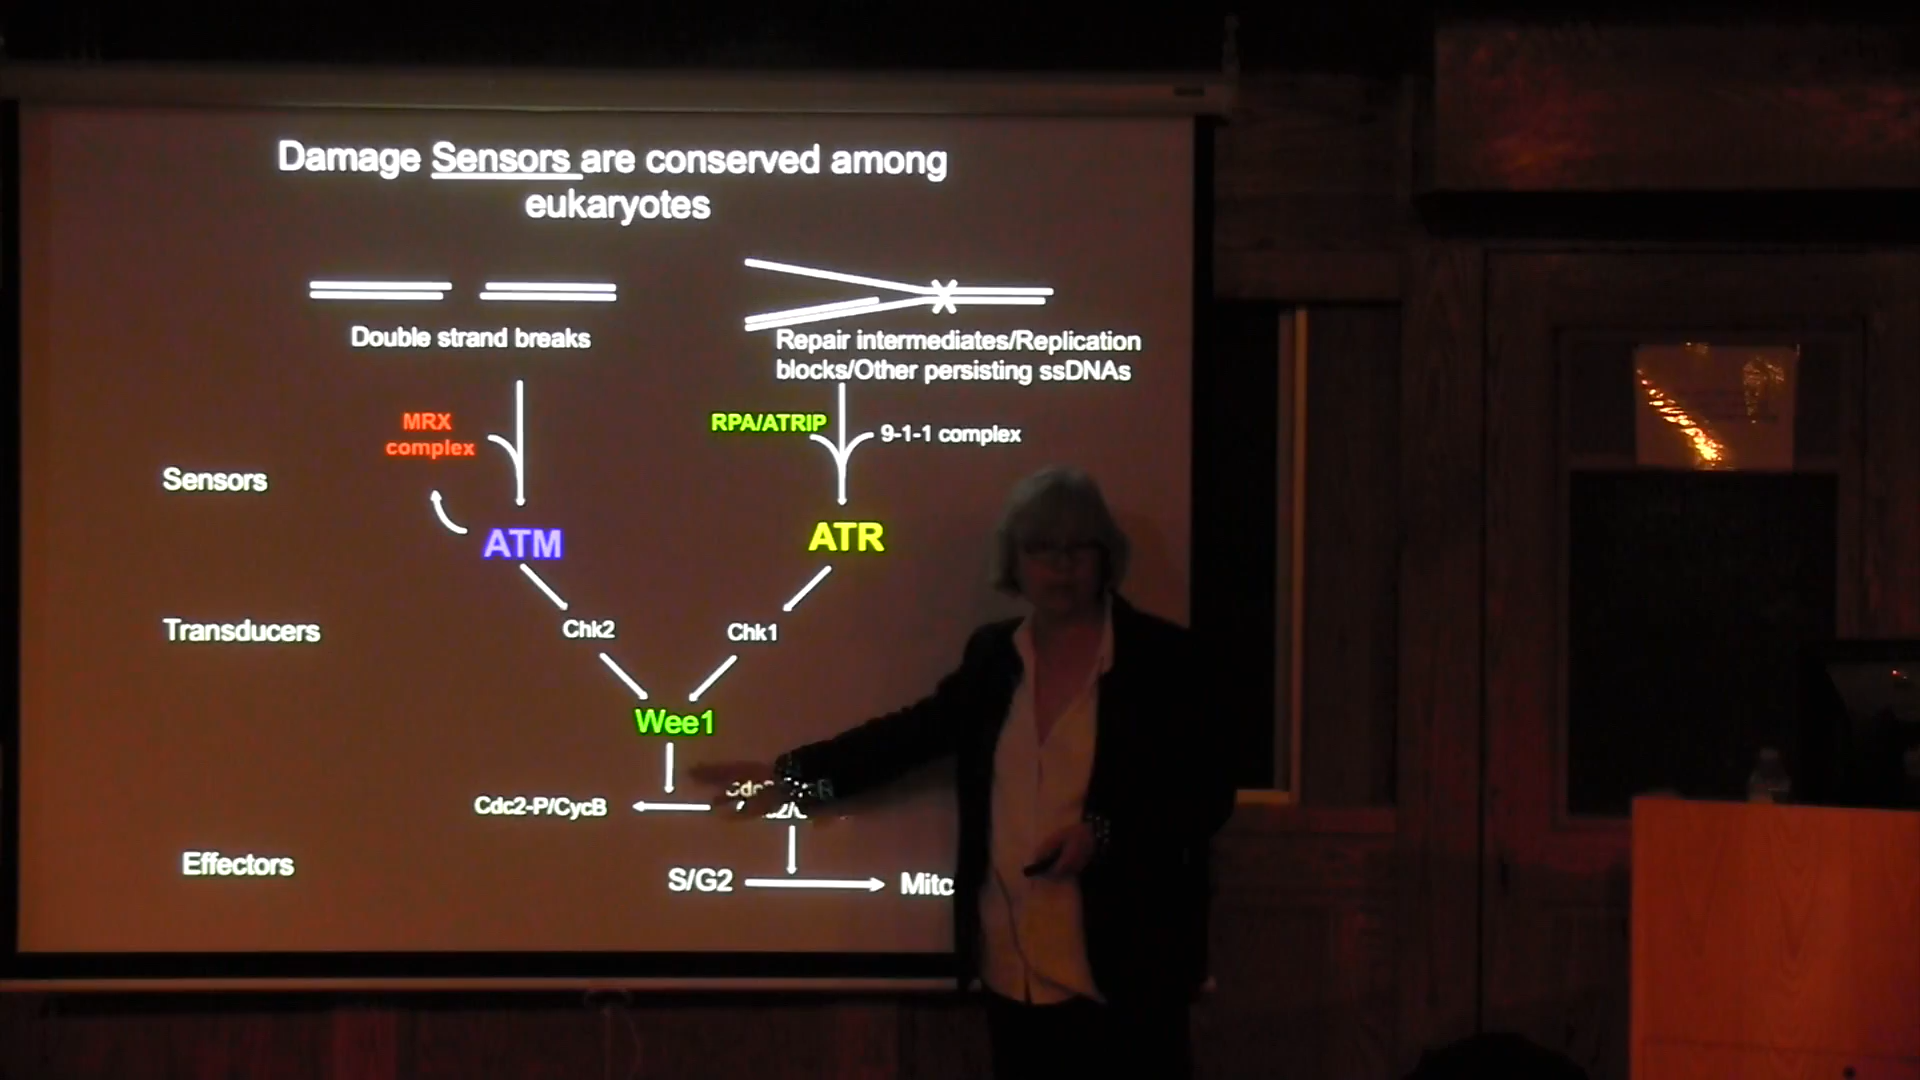 Damage Sensors are conserved among
eukaryotes
Double strand breaks
Repair intermediates/Replication
blocks/Other persisting ssDNAs
MRX
complex
RPA/ATRIP
9-1-1 complex
Sensors
ATM
ATR
Transducers
Chk2
Chk1
Wee1
Cdc2-P/CycB
Effectors
S/G2
Mito